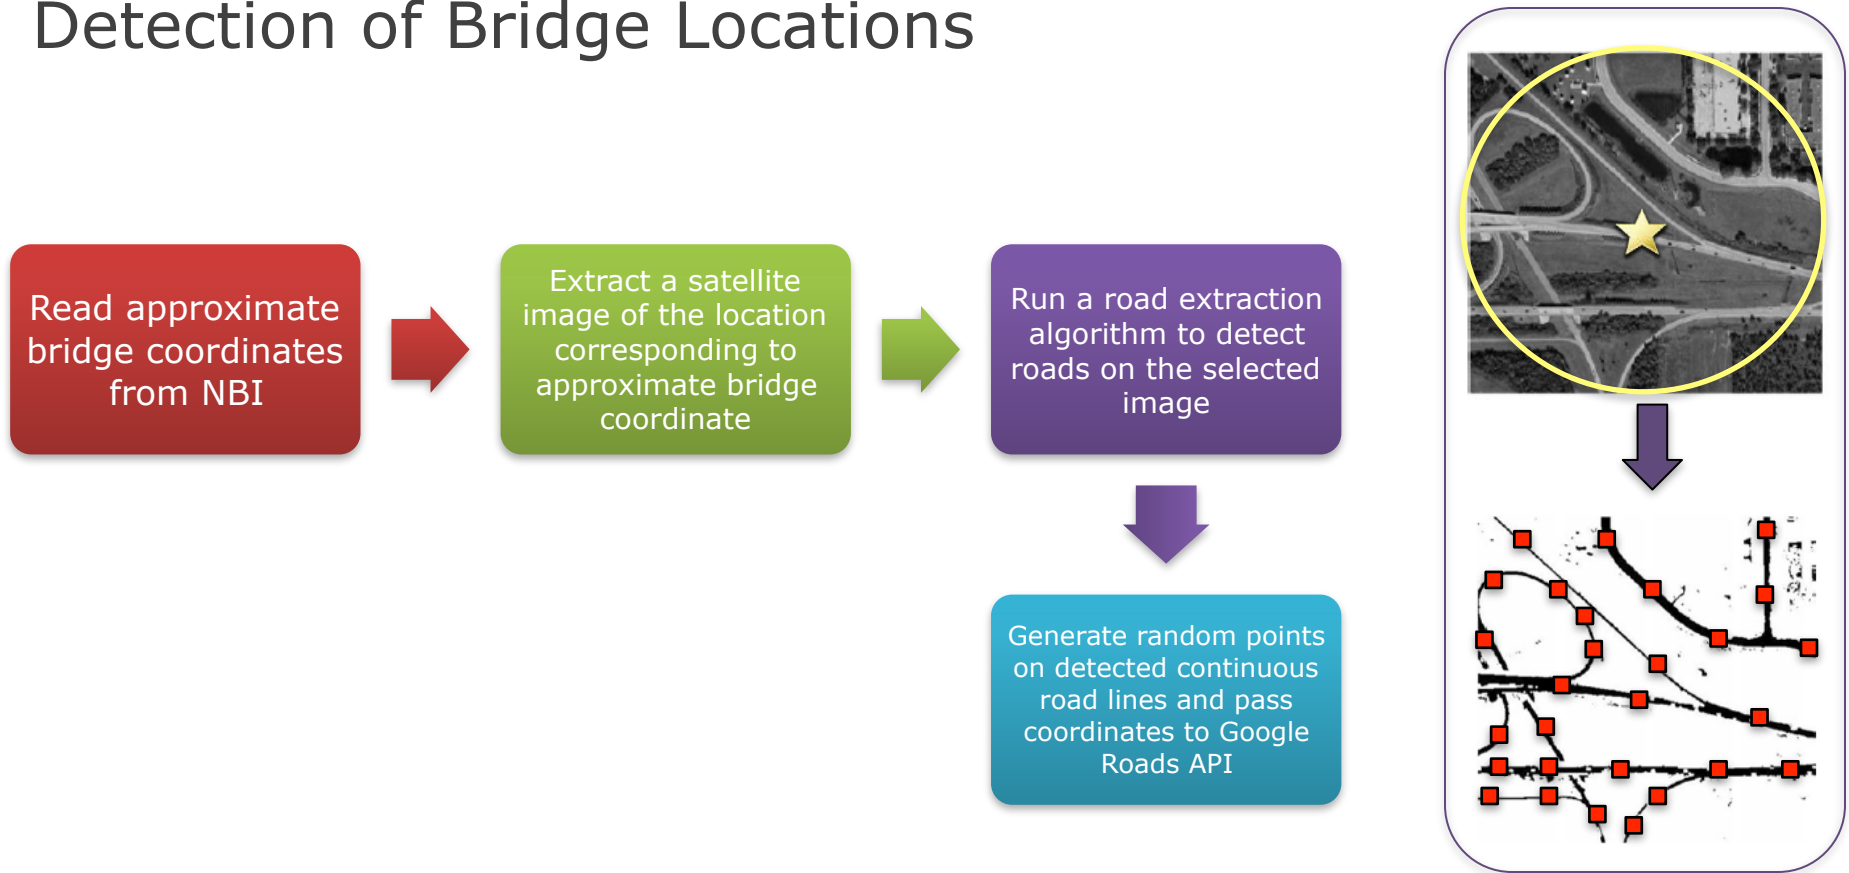 Detection of Bridge Locations
Read approximate
bridge coordinates
from NBI
Extract a satellite
image of the location
corresponding to
approximate bridge
coordinate
Run a road extraction
algorithm to detect
roads on the selected
image
Generate random points
on detected continuous
road lines and pass
coordinates to Google
Roads API